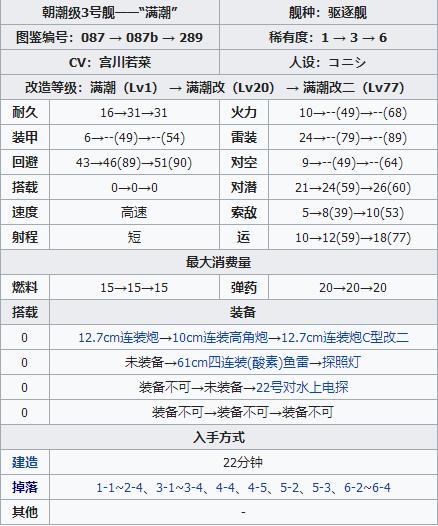 朝潮级3号舰——“满潮” 舰种：驱逐舰
图鉴编号：087 → 087b → 289 稀有度：1 → 3 → 6
CV：宫川若菜 人设：コニシ
改造等级：满潮（Lv1） → 满潮改（Lv20） → 满潮改二（Lv77）
耐久 16→31→31 火力 10→--(49)→--(68)
装甲 6→--(49)→--(54) 雷装 24→--(79)→--(89)
回避 43→46(89)→51(90) 对空 9→--(49)→--(64)
搭载 0→0→0 对潜 21→24(59)→26(60)
速度 高速 索敌 5→8(39)→10(53)
射程 短 运 10→12(59)→18(77)
最大消费量
燃料 15→15→15 弹药 20→20→20
搭载 装备
0 12.7cm连装炮→10cm连装高角炮→12.7cm连装炮C型改二
0 未装备→61cm四连装(酸素)鱼雷→探照灯
0 装备不可→未装备→22号对水上电探
0 装备不可→装备不可→装备不可
入手方式
建造 22分钟
掉落 1-1~2-4、3-1~3-4、4-4、4-5、5-2、5-3、6-2~6-4
其他 -